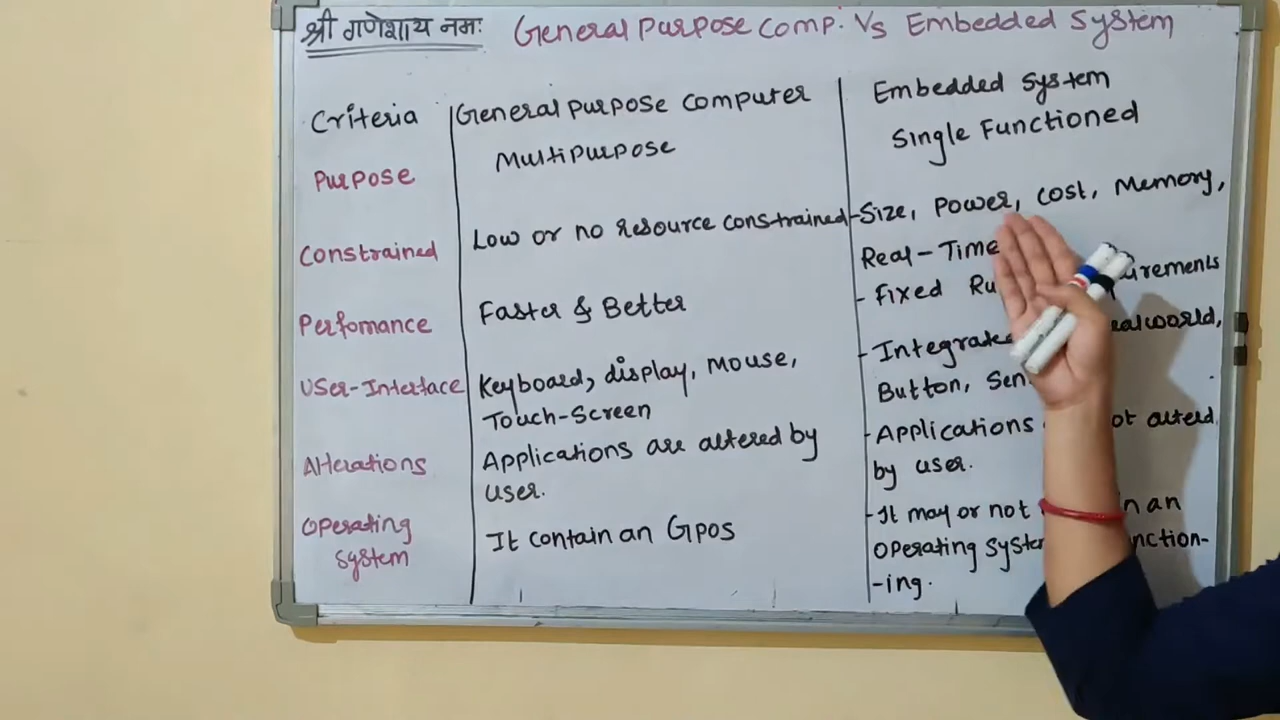 श्री गणेशाय नमः General Purpose Comp. Vs Embedded System
Criteria General Purpose Computer Embedded System
Purpose Multipurpose Single Functioned
Constrained Low or no resource constrained -Size, Power, Cost, Memory,
Real-Time
Perfomance Faster & Better - Fixed
User-Interface Keyboard, display, Mouse, - world,
Touch-Screen Button,
Alterations Applications are altered by - Applications alterd
User. by user.
Operating It contain an GPOS -It may or not an
System Operating
-ing.